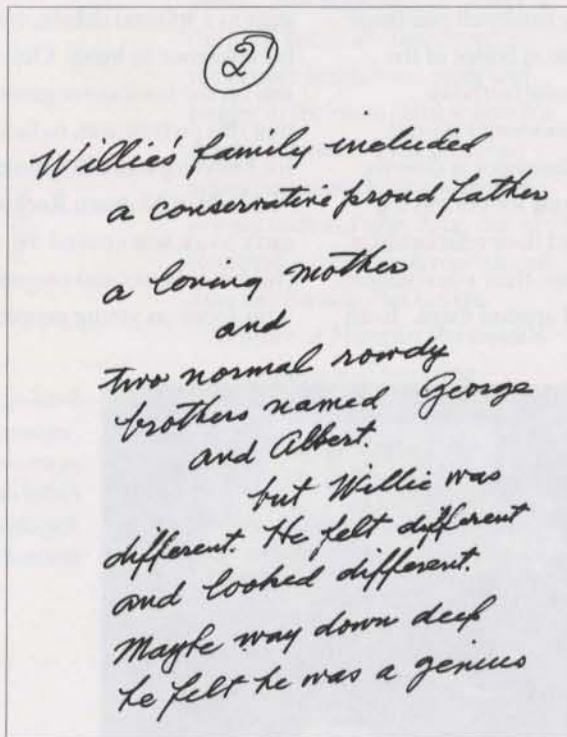 2
Willie's family included
a conservative proud father
a loving mother
and
two normal rowdy
brothers named George
and Albert.
but Willie was
different. He felt different
and looked different.
Maybe way down deep
he felt he was a genius